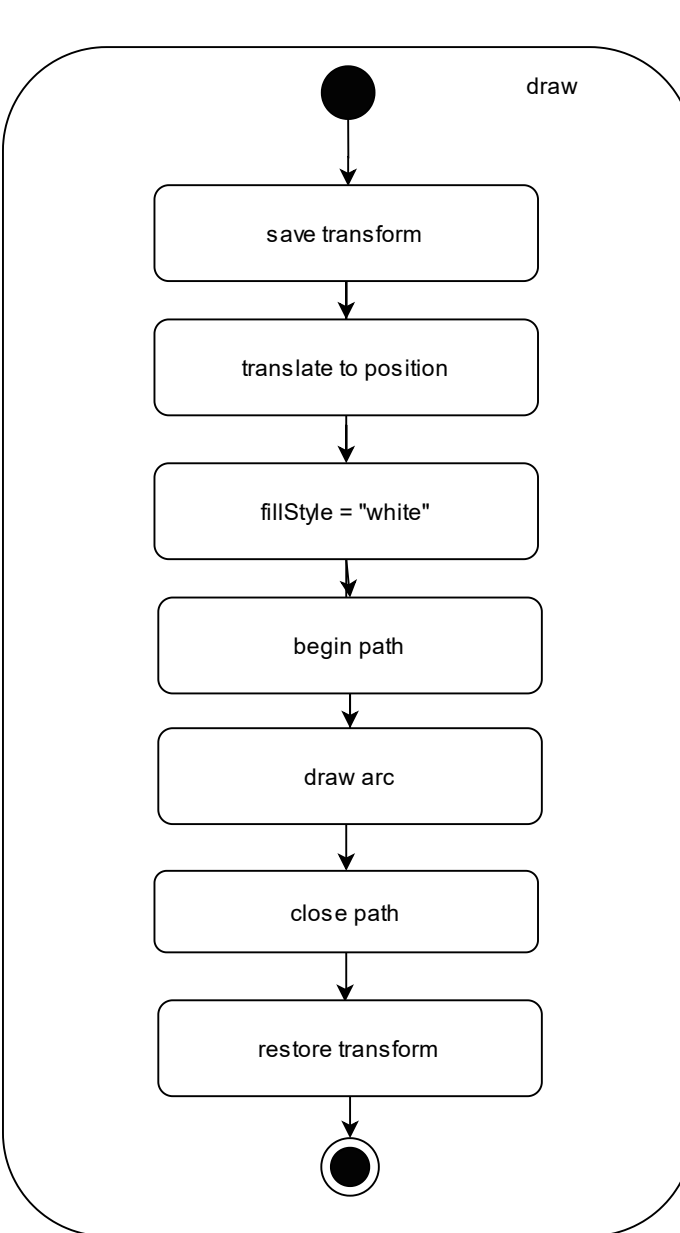 draw
save transform
translate to position
fillStyle = "white"
begin path
draw arc
close path
restore transform